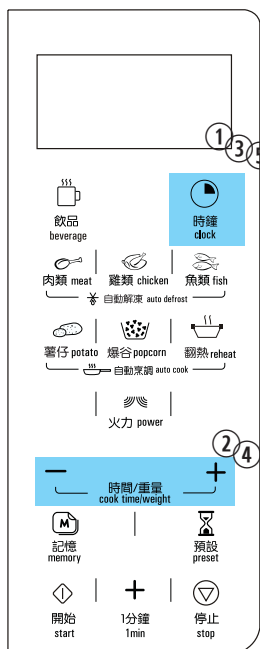 ① ③ ⑤
飲品 時鐘
beverage clock
肉類 meat 雞類 chicken 魚類 fish
自動解凍 auto defrost
薯仔 potato 爆谷 popcorn 翻熱 reheat
自動烹調 auto cook
火力 power
② ④
− +
時間/重量
cook time/weight
M
記憶 預設
memory preset
+
開始 1分鐘 停止
start 1min stop